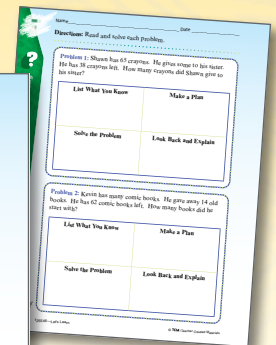 Name
Date
Directions: Read and solve each problem.
?
Problem 1: Shawn has 65 crayons. He gives some to his sister.
He has 38 crayons left. How many crayons did Shawn give to
his sister?
List What You Know
Make a Plan
Solve the Problem
Look Back and Explain
Problem 2: Kevin has many comic books. He gave away 14 old
books. He has 62 comic books left. How many books did he
start with?
List What You Know
Make a Plan
Solve the Problem
Look Back and Explain